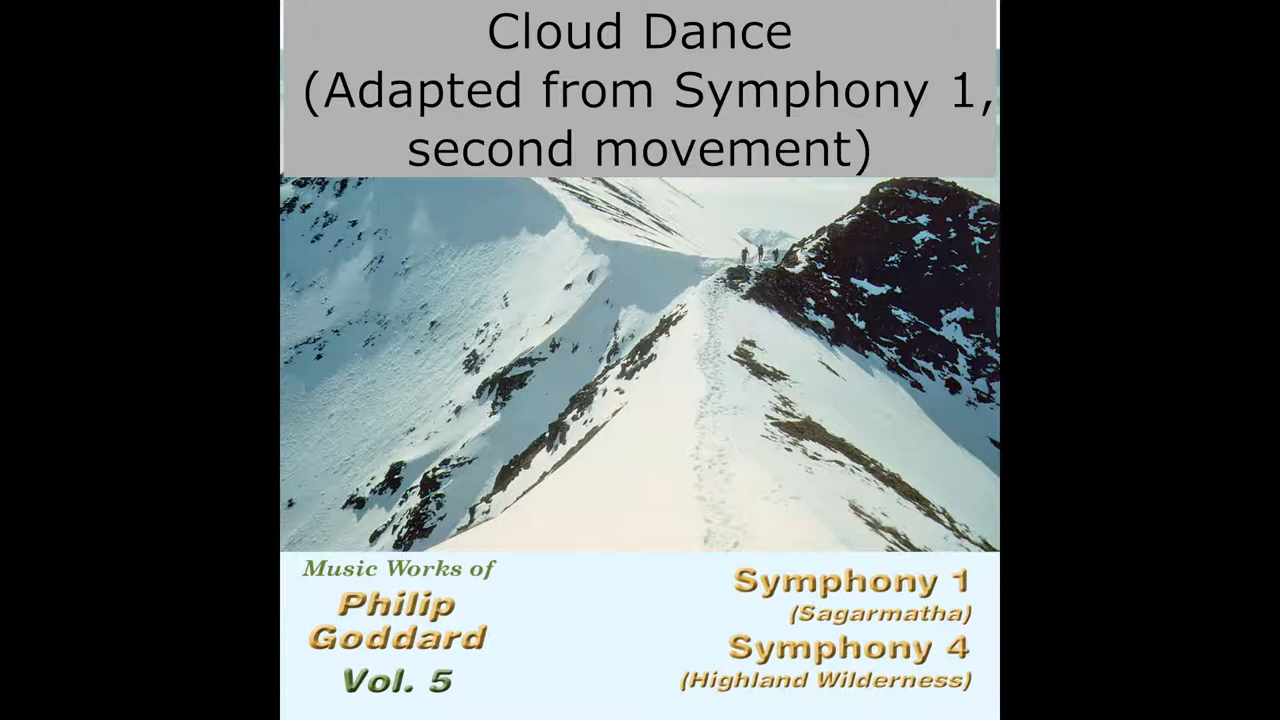 Cloud Dance
(Adapted from Symphony 1,
second movement)
Music Works of
Philip
Goddard
Vol. 5
Symphony 1
(Sagarmatha)
Symphony 4
(Highland Wilderness)